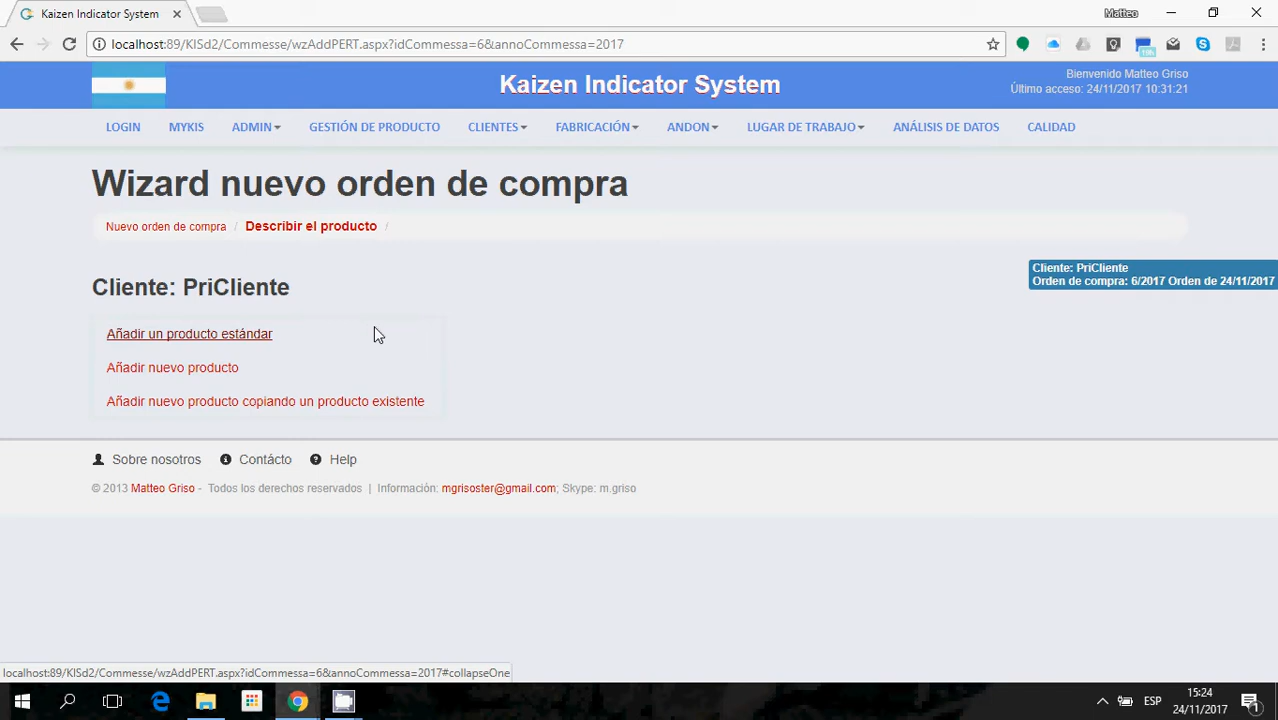 Kaizen Indicator System
Matteo
localhost:89/KISd2/Commesse/wzAddPERT.aspx?idCommessa=6&annoCommessa=2017
Kaizen Indicator System
Bienvenido Matteo Griso
Último acceso: 24/11/2017 10:31:21
LOGIN MYKIS ADMIN GESTIÓN DE PRODUCTO CLIENTES FABRICACIÓN ANDON LUGAR DE TRABAJO ANÁLISIS DE DATOS CALIDAD
Wizard nuevo orden de compra
Nuevo orden de compra / Describir el producto /
Cliente: PriCliente
Orden de compra: 6/2017 Orden de 24/11/2017
Cliente: PriCliente
Añadir un producto estándar
Añadir nuevo producto
Añadir nuevo producto copiando un producto existente
Sobre nosotros Contácto Help
© 2013 Matteo Griso - Todos los derechos reservados | Información: mgrisoster@gmail.com; Skype: m.griso
localhost:89/KISd2/Commesse/wzAddPERT.aspx?idCommessa=6&annoCommessa=2017#collapseOne
ESP
15:24
24/11/2017
1